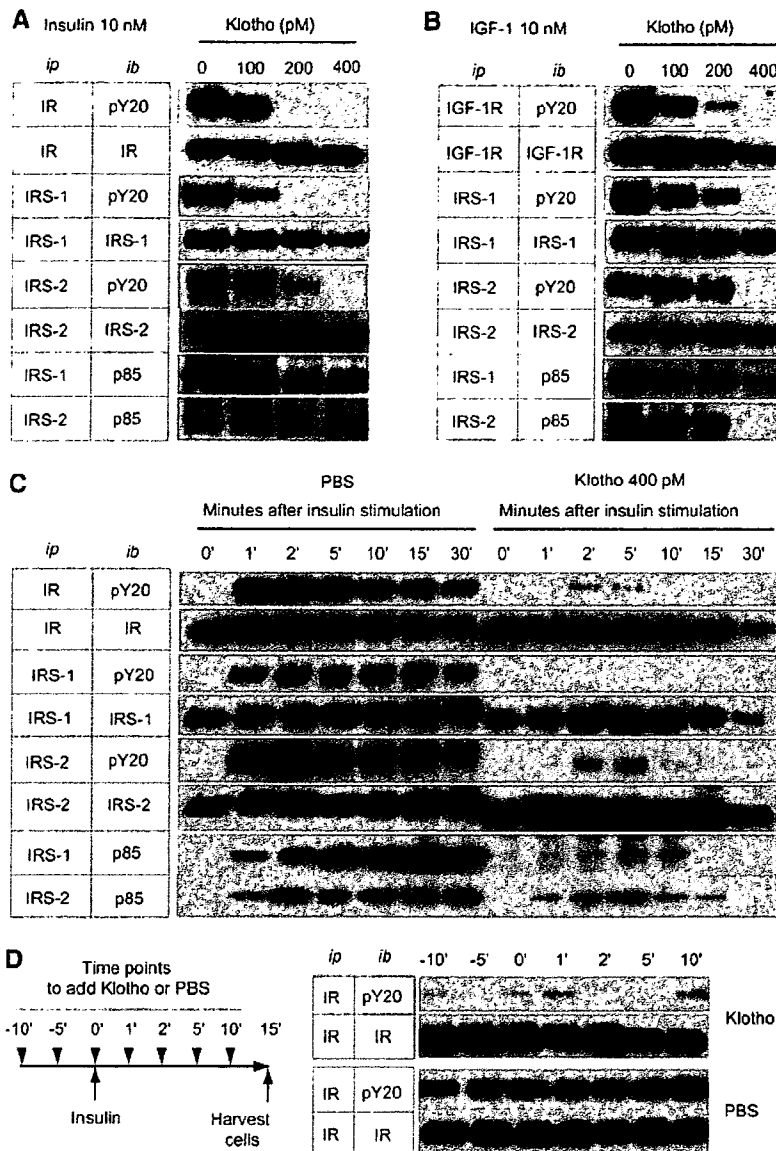 A Insulin 10 nM Klotho (pM)
ip ib 0 100 200 400
IR pY20
IR IR
IRS-1 pY20
IRS-1 IRS-1
IRS-2 pY20
IRS-2 IRS-2
IRS-1 p85
IRS-2 p85
B IGF-1 10 nM Klotho (pM)
ip ib 0 100 200 400
IGF-1R pY20
IGF-1R IGF-1R
IRS-1 pY20
IRS-1 IRS-1
IRS-2 pY20
IRS-2 IRS-2
IRS-1 p85
IRS-2 p85
C PBS Klotho 400 pM
Minutes after insulin stimulation Minutes after insulin stimulation
ip ib 0' 1' 2' 5' 10' 15' 30' 0' 1' 2' 5' 10' 15' 30'
IR pY20
IR IR
IRS-1 pY20
IRS-1 IRS-1
IRS-2 pY20
IRS-2 IRS-2
IRS-1 p85
IRS-2 p85
D Time points
to add Klotho or PBS
-10' -5' 0' 1' 2' 5' 10' 15'
Insulin Harvest
cells
ip ib -10' -5' 0' 1' 2' 5' 10'
IR pY20
IR IR
Klotho
IR pY20
IR IR
PBS